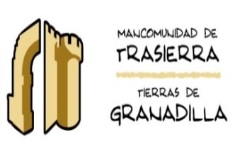 MANCOMUNIDAD DE
TRASIERRA
TIERRAS DE
GRANADILLA